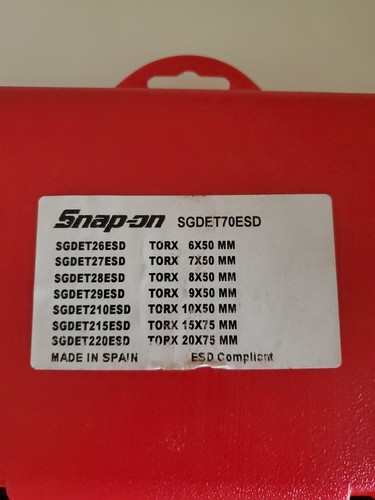 Snap-on SGDET70ESD
SGDET26ESD TORX 6X50 MM
SGDET27ESD TORX 7X50 MM
SGDET28ESD TORX 8X50 MM
SGDET29ESD TORX 9X50 MM
SGDET210ESD TORX 10X50 MM
SGDET215ESD TORX 15X75 MM
SGDET220ESD TORX 20X75 MM
MADE IN SPAIN ESD Compliant